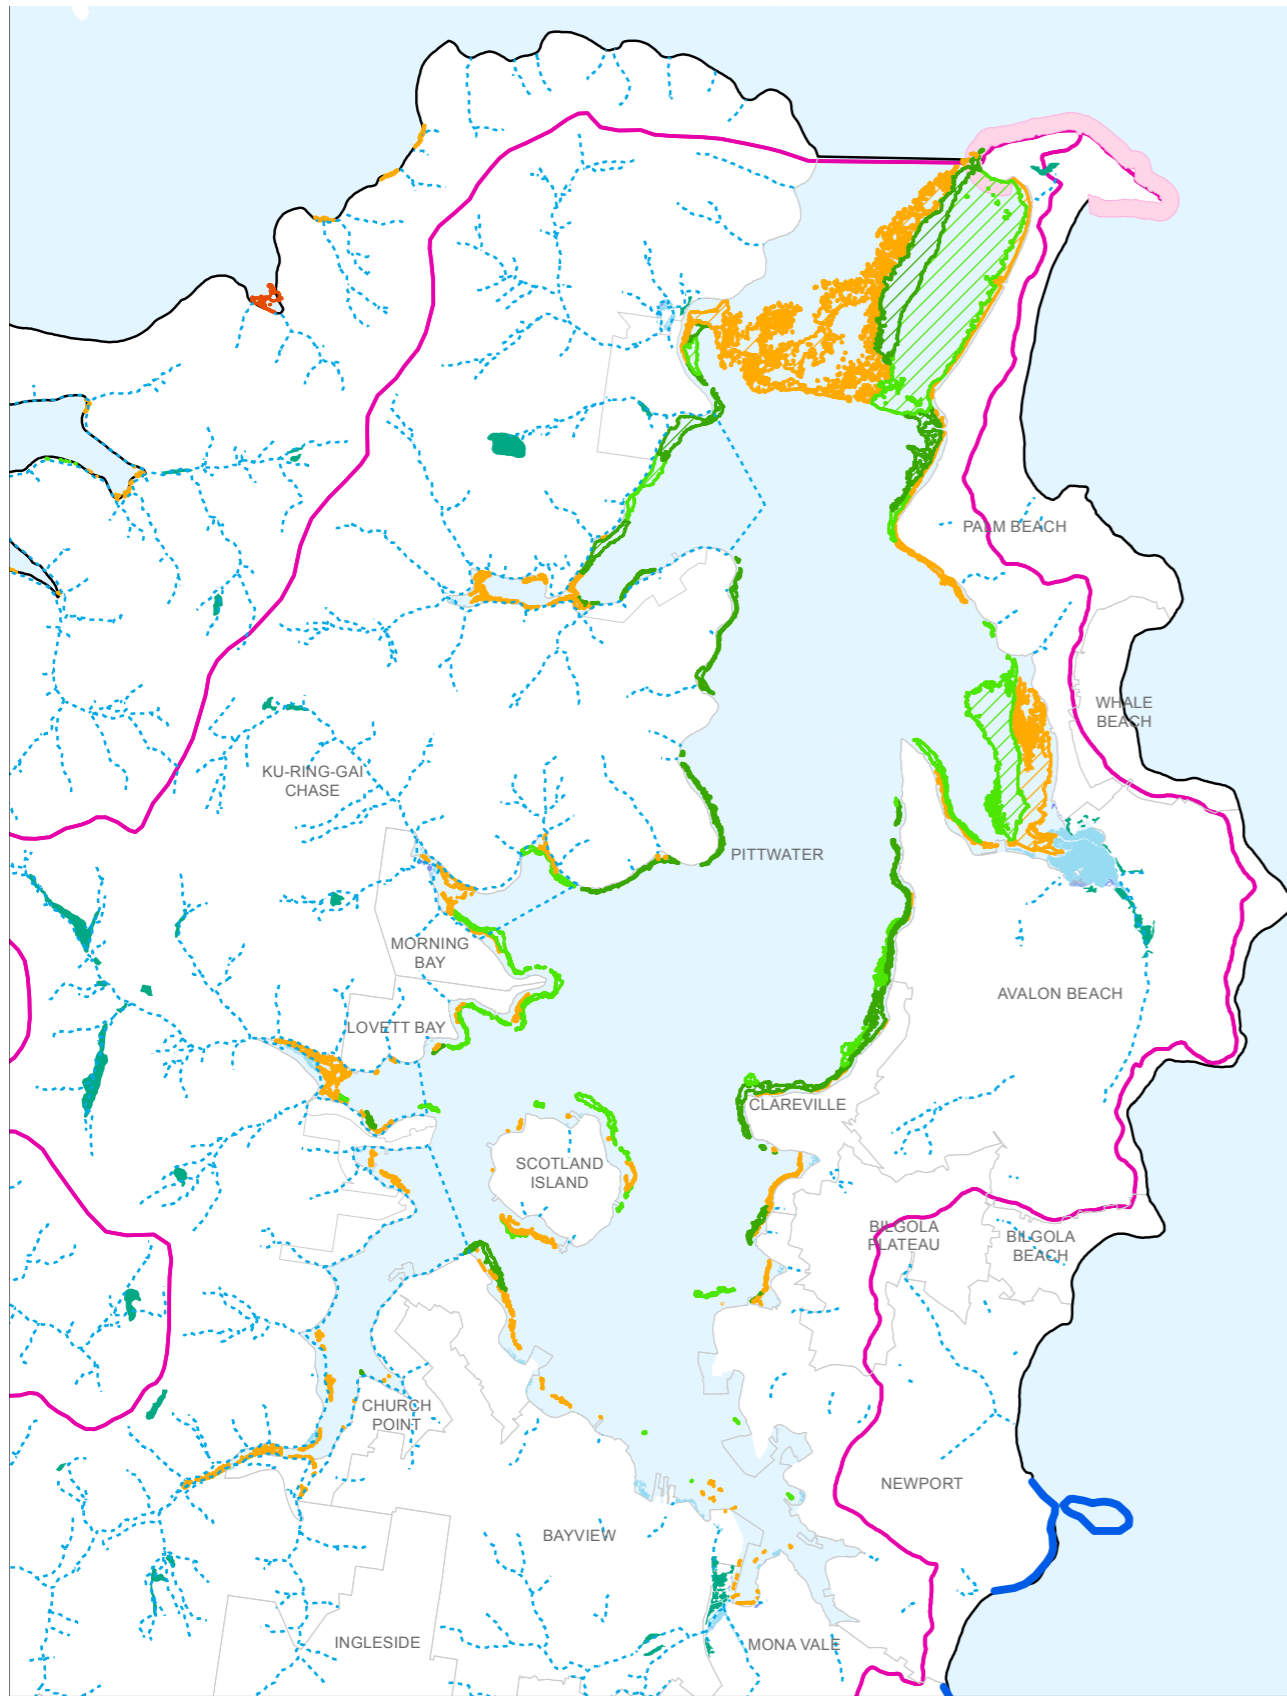 PALM BEACH
WHALE
BEACH
KU-RING-GAI
CHASE
PITTWATER
MORNING
BAY
AVALON BEACH
LOVETT BAY
CLAREVILLE
SCOTLAND
ISLAND
BILGOLA
PLATEAU
BILGOLA
BEACH
CHURCH
POINT
NEWPORT
BAYVIEW
INGLESIDE
MONA VALE